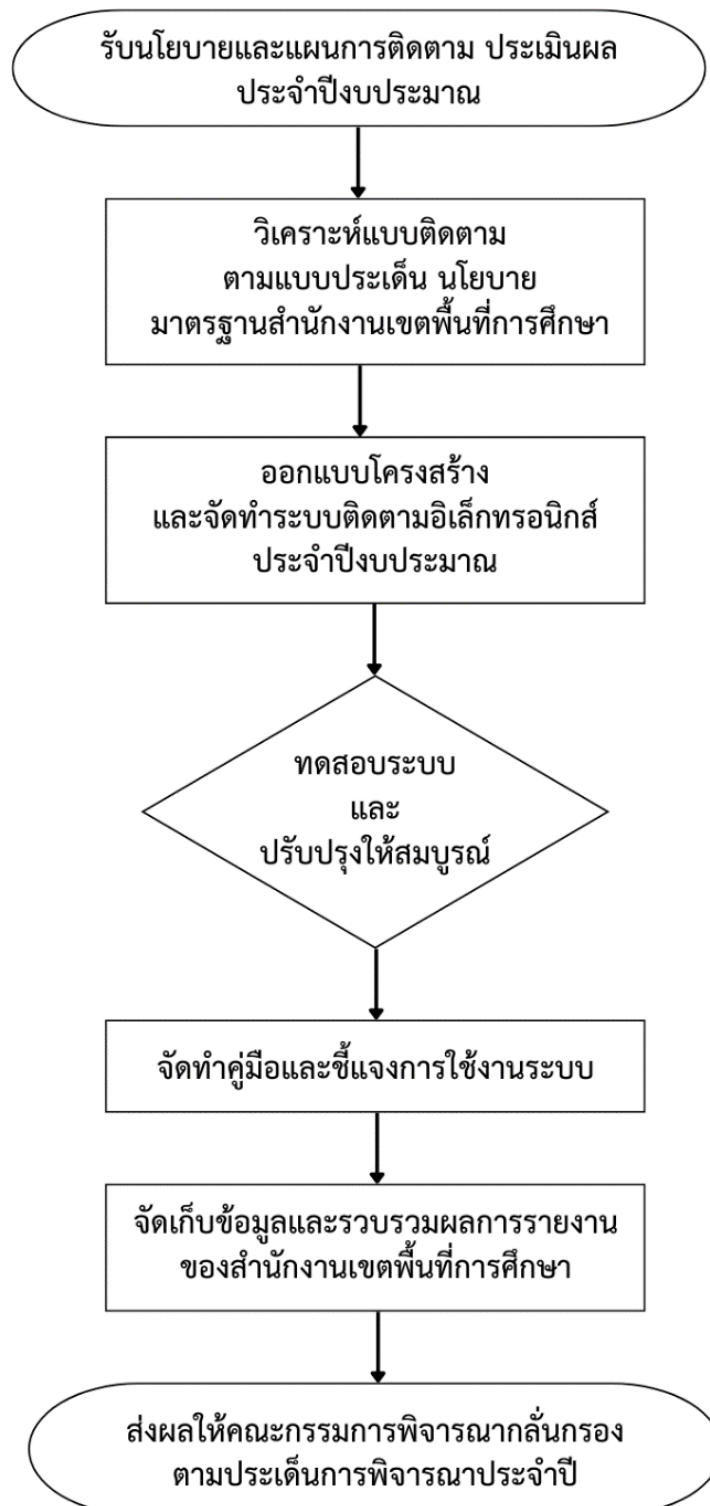 รับนโยบายและแผนการติดตาม ประเมินผล
ประจำปีงบประมาณ
วิเคราะห์แบบติดตาม
ตามแบบประเด็น นโยบาย
มาตรฐานสำนักงานเขตพื้นที่การศึกษา
ออกแบบโครงสร้าง
และจัดทำระบบติดตามอิเล็กทรอนิกส์
ประจำปีงบประมาณ
ทดสอบระบบ
และ
ปรับปรุงให้สมบูรณ์
จัดทำคู่มือและชี้แจงการใช้งานระบบ
จัดเก็บข้อมูลและรวบรวมผลการรายงาน
ของสำนักงานเขตพื้นที่การศึกษา
ส่งผลให้คณะกรรมการพิจารณากลั่นกรอง
ตามประเด็นการพิจารณาประจำปี